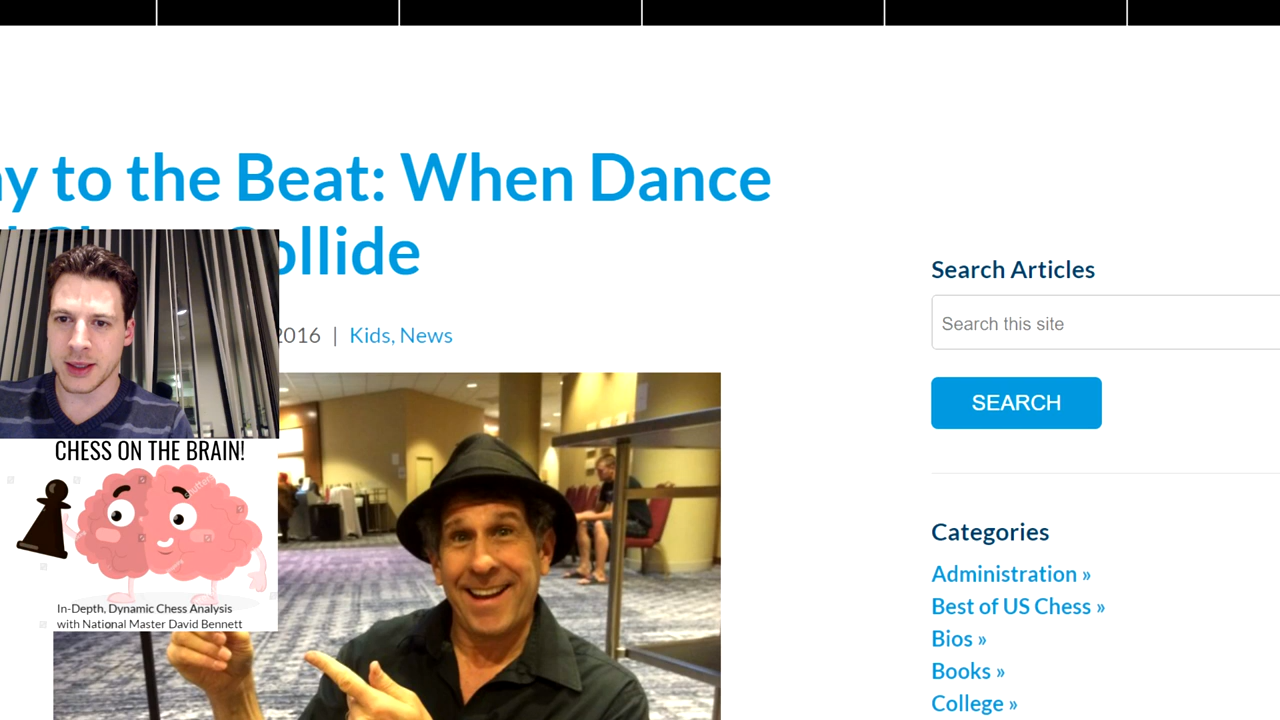 to the Beat: When Dance
ollide
2016 | Kids, News
CHESS ON THE BRAIN!
In-Depth, Dynamic Chess Analysis
with National Master David Bennett
Search Articles
Search this site
SEARCH
Categories
Administration »
Best of US Chess »
Bios »
Books »
College »